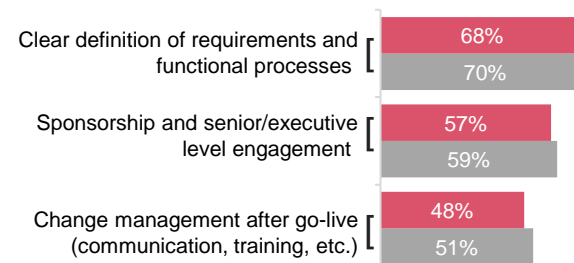 Clear definition of requirements and
functional processes
68%
70%
Sponsorship and senior/executive
level engagement
57%
59%
Change management after go-live
(communication, training, etc.)
48%
51%